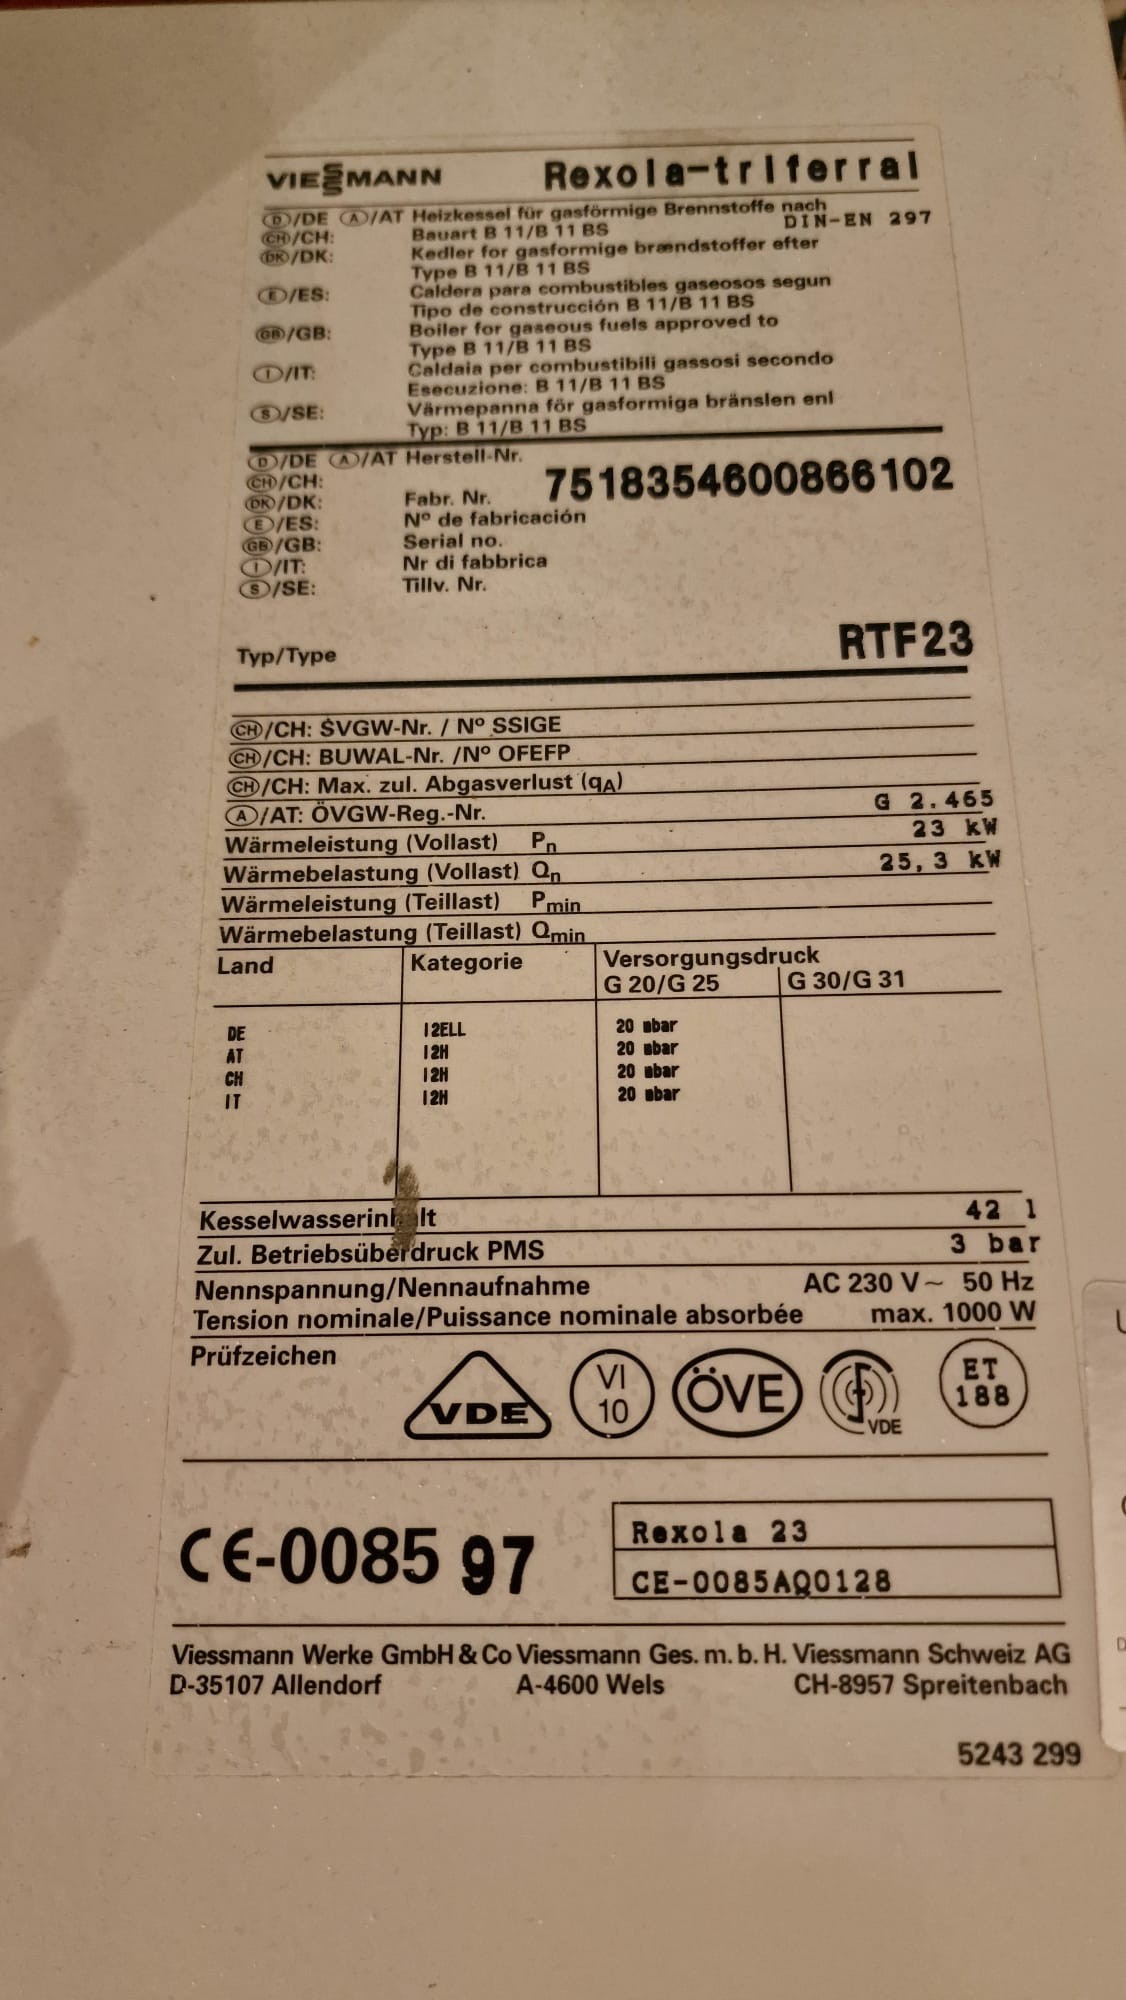 VIESSMANN Rexola-triferral
D/DE A/AT Heizkessel für gasförmige Brennstoffe nach
CH/CH: Bauart B 11/B 11 BS DIN-EN 297
DK/DK: Kedler for gasformige brændstoffer efter
Type B 11/B 11 BS
E/ES: Caldera para combustibles gaseosos segun
Tipo de construcción B 11/B 11 BS
GB/GB: Boiler for gaseous fuels approved to
Type B 11/B 11 BS
I/IT: Caldaia per combustibili gassosi secondo
Esecuzione: B 11/B 11 BS
S/SE: Värmepanna för gasformiga bränslen enl
Typ: B 11/B 11 BS
D/DE A/AT Herstell-Nr.
CH/CH: 7518354600866102
DK/DK: Fabr. Nr.
E/ES: Nº de fabricación
GB/GB: Serial no.
I/IT: Nr di fabbrica
S/SE: Tillv. Nr.
Typ/Type RTF23
CH/CH: SVGW-Nr. / Nº SSIGE
CH/CH: BUWAL-Nr. /Nº OFEFP
CH/CH: Max. zul. Abgasverlust (qA)
A/AT: ÖVGW-Reg.-Nr. G 2.465
Wärmeleistung (Vollast) Pn 23 kW
Wärmebelastung (Vollast) Qn 25,3 kW
Wärmeleistung (Teillast) Pmin
Wärmebelastung (Teillast) Qmin
Land Kategorie Versorgungsdruck
G 20/G 25 G 30/G 31
DE I2ELL 20 mbar
AT I2H 20 mbar
CH I2H 20 mbar
IT I2H 20 mbar
Kesselwasserinhalt 42 l
Zul. Betriebsüberdruck PMS 3 bar
Nennspannung/Nennaufnahme AC 230 V~ 50 Hz
Tension nominale/Puissance nominale absorbée max. 1000 W
Prüfzeichen
VDE VI 10 ÖVE VDE ET 188
CE-0085 97
Rexola 23
CE-0085AQ0128
Viessmann Werke GmbH & Co Viessmann Ges. m. b. H. Viessmann Schweiz AG
D-35107 Allendorf A-4600 Wels CH-8957 Spreitenbach
5243 299